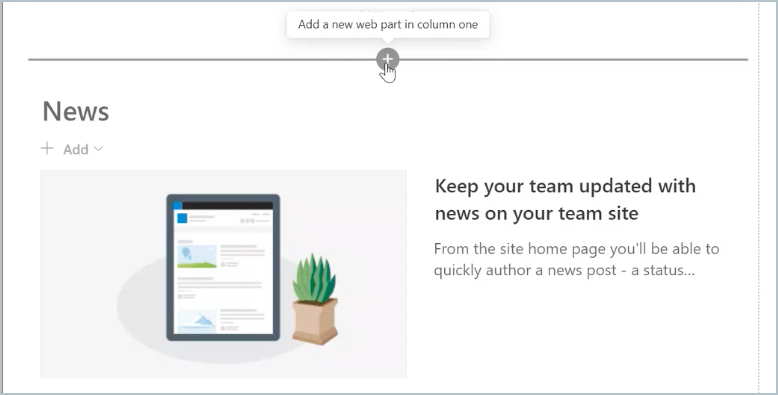 Add a new web part in column one
News
+ Add
Keep your team updated with
news on your team site
From the site home page you'll be able to
quickly author a news post - a status...